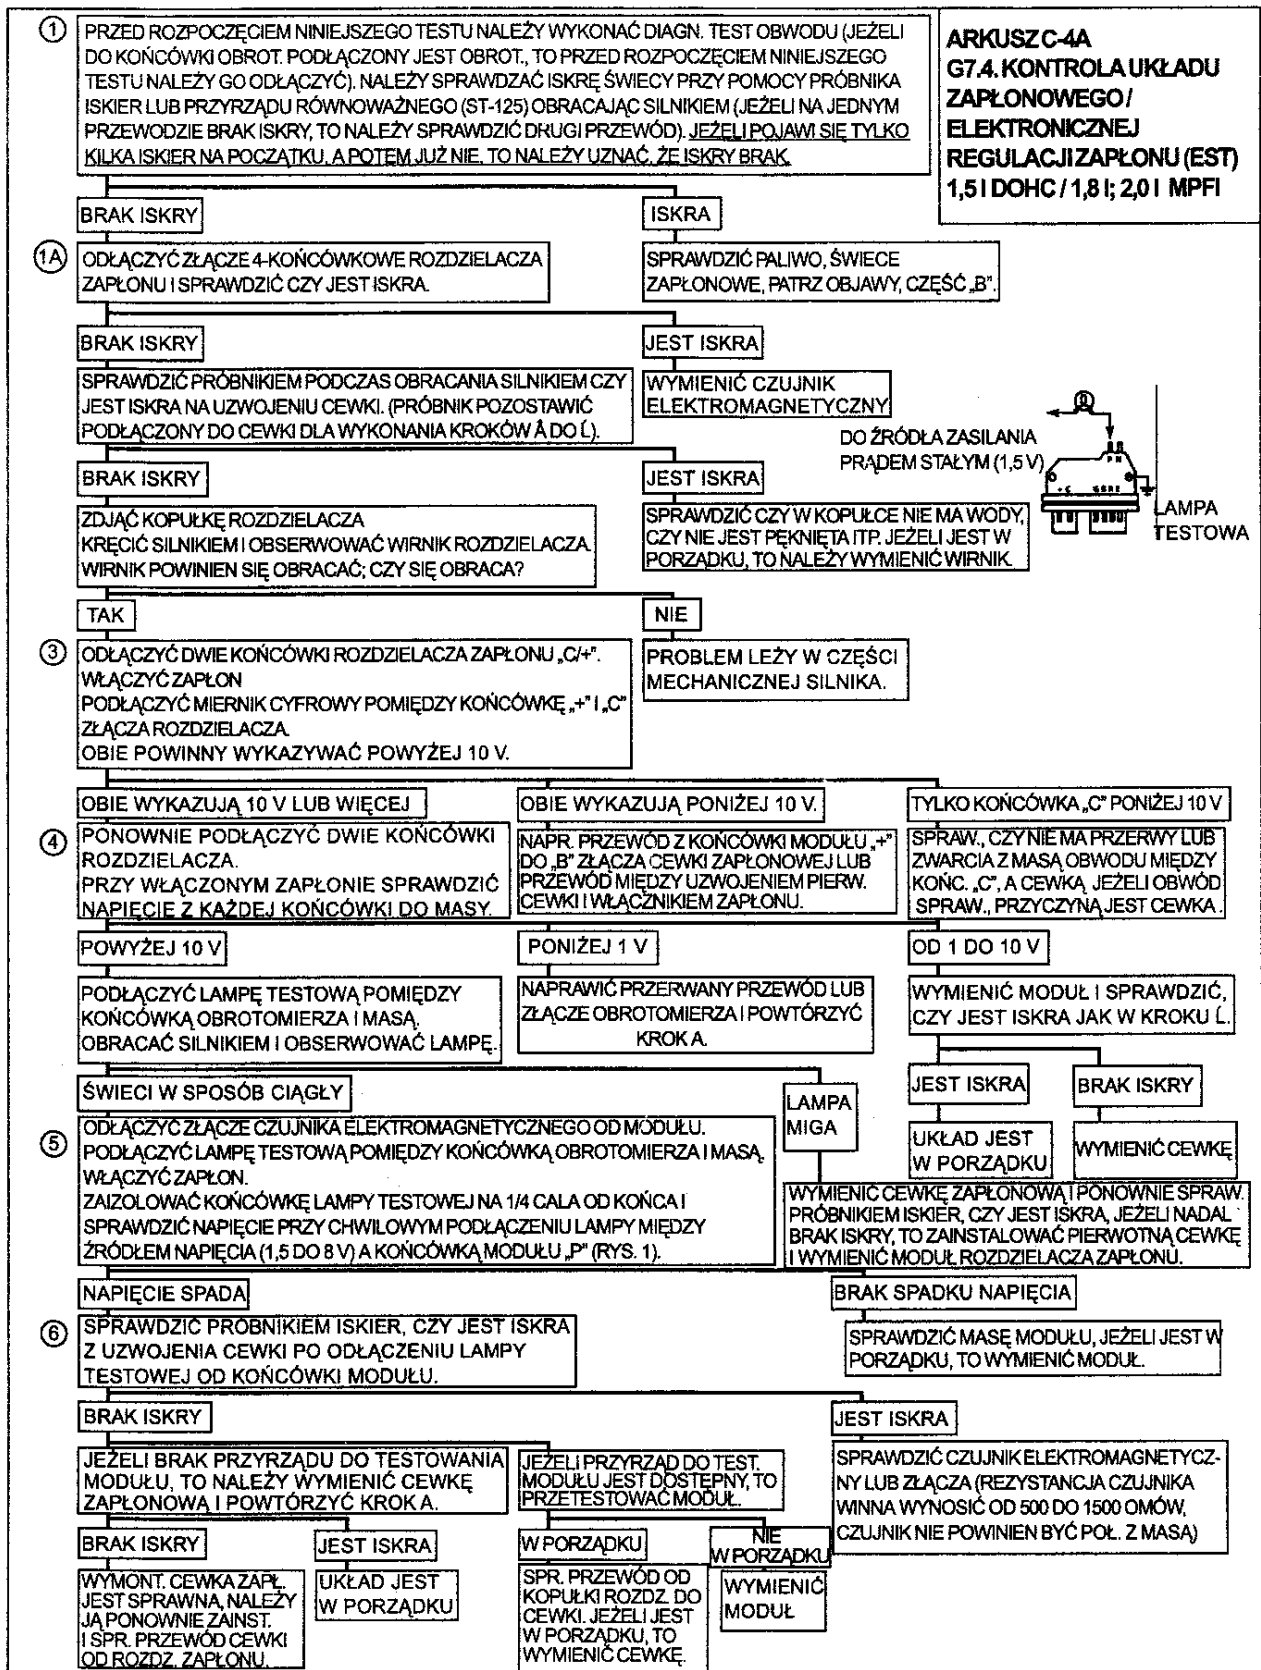 1 PRZED ROZPOCZĘCIEM NINIEJSZEGO TESTU NALEŻY WYKONAĆ DIAGN. TEST OBWODU (JEŻELI
DO KOŃCÓWKI OBROT. PODŁĄCZONY JEST OBROT., TO PRZED ROZPOCZĘCIEM NINIEJSZEGO
TESTU NALEŻY GO ODŁĄCZYĆ). NALEŻY SPRAWDZAĆ ISKRĘ ŚWIECY PRZY POMOCY PRÓBNIKA
ISKIER LUB PRZYRZĄDU RÓWNOWAŻNEGO (ST-125) OBRACAJĄC SILNIKIEM (JEŻELI NA JEDNYM
PRZEWODZIE BRAK ISKRY, TO NALEŻY SPRAWDZIĆ DRUGI PRZEWÓD). JEŻELI POJAWI SIĘ TYLKO
KILKA ISKIER NA POCZĄTKU, A POTEM JUŻ NIE, TO NALEŻY UZNAĆ, ŻE ISKRY BRAK.
ARKUSZ C-4A
G7.4. KONTROLA UKŁADU
ZAPŁONOWEGO /
ELEKTRONICZNEJ
REGULACJI ZAPŁONU (EST)
1,5 l DOHC / 1,8 l; 2,0 l MPFI
BRAK ISKRY
ISKRA
1A ODŁĄCZYĆ ZŁĄCZE 4-KOŃCÓWKOWE ROZDZIELACZA
ZAPŁONU I SPRAWDZIĆ CZY JEST ISKRA.
SPRAWDZIĆ PALIWO, ŚWIECE
ZAPŁONOWE, PATRZ OBJAWY, CZĘŚĆ „B”.
BRAK ISKRY
JEST ISKRA
SPRAWDZIĆ PRÓBNIKIEM PODCZAS OBRACANIA SILNIKIEM CZY
JEST ISKRA NA UZWOJENIU CEWKI. (PRÓBNIK POZOSTAWIĆ
PODŁĄCZONY DO CEWKI DLA WYKONANIA KROKÓW Å DO Ĺ).
WYMIENIĆ CZUJNIK
ELEKTROMAGNETYCZNY
DO ŹRÓDŁA ZASILANIA
PRĄDEM STAŁYM (1,5 V)
P N
+ C
LAMPA
TESTOWA
BRAK ISKRY
JEST ISKRA
ZDJĄĆ KOPUŁKĘ ROZDZIELACZA
KRĘCIĆ SILNIKIEM I OBSERWOWAĆ WIRNIK ROZDZIELACZA.
WIRNIK POWINIEN SIĘ OBRACAĆ; CZY SIĘ OBRACA?
SPRAWDZIĆ CZY W KOPUŁCE NIE MA WODY,
CZY NIE JEST PĘKNIĘTA ITP. JEŻELI JEST W
PORZĄDKU, TO NALEŻY WYMIENIĆ WIRNIK.
TAK
NIE
3 ODŁĄCZYĆ DWIE KOŃCÓWKI ROZDZIELACZA ZAPŁONU „C/+”.
WŁĄCZYĆ ZAPŁON
PODŁĄCZYĆ MIERNIK CYFROWY POMIĘDZY KOŃCÓWKĘ „+” I „C”
ZŁĄCZA ROZDZIELACZA.
OBIE POWINNY WYKAZYWAĆ POWYŻEJ 10 V.
PROBLEM LEŻY W CZĘŚCI
MECHANICZNEJ SILNIKA.
OBIE WYKAZUJĄ 10 V LUB WIĘCEJ
OBIE WYKAZUJĄ PONIŻEJ 10 V.
TYLKO KOŃCÓWKA „C” PONIŻEJ 10 V
4 PONOWNIE PODŁĄCZYĆ DWIE KOŃCÓWKI
ROZDZIELACZA.
PRZY WŁĄCZONYM ZAPŁONIE SPRAWDZIĆ
NAPIĘCIE Z KAŻDEJ KOŃCÓWKI DO MASY.
NAPR. PRZEWÓD Z KOŃCÓWKI MODUŁU „+”
DO „B” ZŁĄCZA CEWKI ZAPŁONOWEJ LUB
PRZEWÓD MIĘDZY UZWOJENIEM PIERW.
CEWKI I WŁĄCZNIKIEM ZAPŁONU.
SPRAW., CZY NIE MA PRZERWY LUB
ZWARCIA Z MASĄ OBWODU MIĘDZY
KOŃC. „C”, A CEWKĄ, JEŻELI OBWÓD
SPRAW., PRZYCZYNĄ JEST CEWKA.
POWYŻEJ 10 V
PONIŻEJ 1 V
OD 1 DO 10 V
PODŁĄCZYĆ LAMPĘ TESTOWĄ POMIĘDZY
KOŃCÓWKĄ OBROTOMIERZA I MASĄ.
OBRACAĆ SILNIKIEM I OBSERWOWAĆ LAMPĘ.
NAPRAWIĆ PRZERWANY PRZEWÓD LUB
ZŁĄCZE OBROTOMIERZA I POWTÓRZYĆ
KROK A.
WYMIENIĆ MODUŁ I SPRAWDZIĆ,
CZY JEST ISKRA JAK W KROKU Ĺ.
ŚWIECI W SPOSÓB CIĄGŁY
LAMPA
MIGA
JEST ISKRA
BRAK ISKRY
UKŁAD JEST
W PORZĄDKU
WYMIENIĆ CEWKĘ
5 ODŁĄCZYĆ ZŁĄCZE CZUJNIKA ELEKTROMAGNETYCZNEGO OD MODUŁU.
PODŁĄCZYĆ LAMPĘ TESTOWĄ POMIĘDZY KOŃCÓWKĄ OBROTOMIERZA I MASĄ.
WŁĄCZYĆ ZAPŁON.
ZAIZOLOWAĆ KOŃCÓWKĘ LAMPY TESTOWEJ NA 1/4 CALA OD KOŃCA I
SPRAWDZIĆ NAPIĘCIE PRZY CHWILOWYM PODŁĄCZENIU LAMPY MIĘDZY
ŹRÓDŁEM NAPIĘCIA (1,5 DO 8 V) A KOŃCÓWKĄ MODUŁU „P” (RYS. 1).
WYMIENIĆ CEWKĘ ZAPŁONOWĄ I PONOWNIE SPRAW.
PRÓBNIKIEM ISKIER, CZY JEST ISKRA, JEŻELI NADAL
BRAK ISKRY, TO ZAINSTALOWAĆ PIERWOTNĄ CEWKĘ
I WYMIENIĆ MODUŁ ROZDZIELACZA ZAPŁONU.
NAPIĘCIE SPADA
BRAK SPADKU NAPIĘCIA
6 SPRAWDZIĆ PRÓBNIKIEM ISKIER, CZY JEST ISKRA
Z UZWOJENIA CEWKI PO ODŁĄCZENIU LAMPY
TESTOWEJ OD KOŃCÓWKI MODUŁU.
SPRAWDZIĆ MASĘ MODUŁU, JEŻELI JEST W
PORZĄDKU, TO WYMIENIĆ MODUŁ.
BRAK ISKRY
JEST ISKRA
JEŻELI BRAK PRZYRZĄDU DO TESTOWANIA
MODUŁU, TO NALEŻY WYMIENIĆ CEWKĘ
ZAPŁONOWĄ I POWTÓRZYĆ KROK A.
JEŻELI PRZYRZĄD DO TEST.
MODUŁU JEST DOSTĘPNY, TO
PRZETESTOWAĆ MODUŁ.
SPRAWDZIĆ CZUJNIK ELEKTROMAGNETYCZ-
NY LUB ZŁĄCZA (REZYSTANCJA CZUJNIKA
WINNA WYNOSIĆ OD 500 DO 1500 OMÓW,
CZUJNIK NIE POWINIEN BYĆ POŁ. Z MASĄ)
BRAK ISKRY
JEST ISKRA
W PORZĄDKU
NIE
W PORZĄDKU
WYMONT. CEWKA ZAPŁ.
JEST SPRAWNA, NALEŻY
JĄ PONOWNIE ZAINST.
I SPR. PRZEWÓD CEWKI
OD ROZDZ. ZAPŁONU.
UKŁAD JEST
W PORZĄDKU
SPR. PRZEWÓD OD
KOPUŁKI ROZDZ. DO
CEWKI. JEŻELI JEST
W PORZĄDKU, TO
WYMIENIĆ CEWKĘ.
WYMIENIĆ
MODUŁ